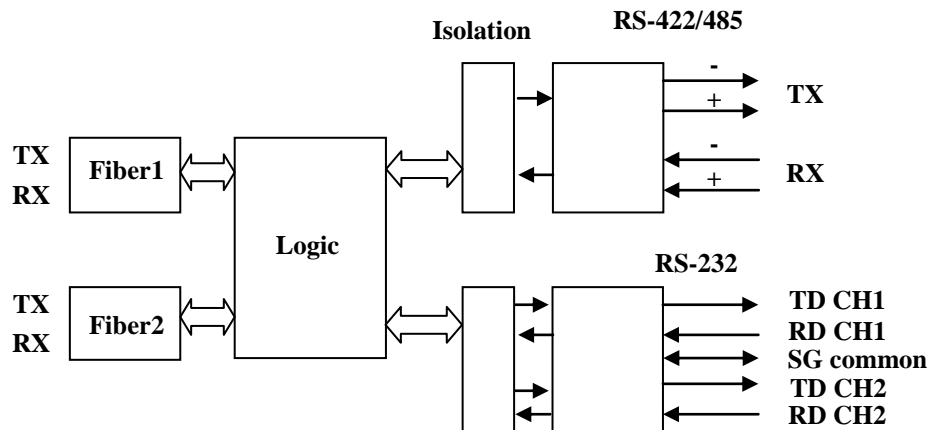 Isolation
RS-422/485
-
+
TX
-
+
RX
TX
RX
Fiber1
Logic
TX
RX
Fiber2
RS-232
TD CH1
RD CH1
SG common
TD CH2
RD CH2